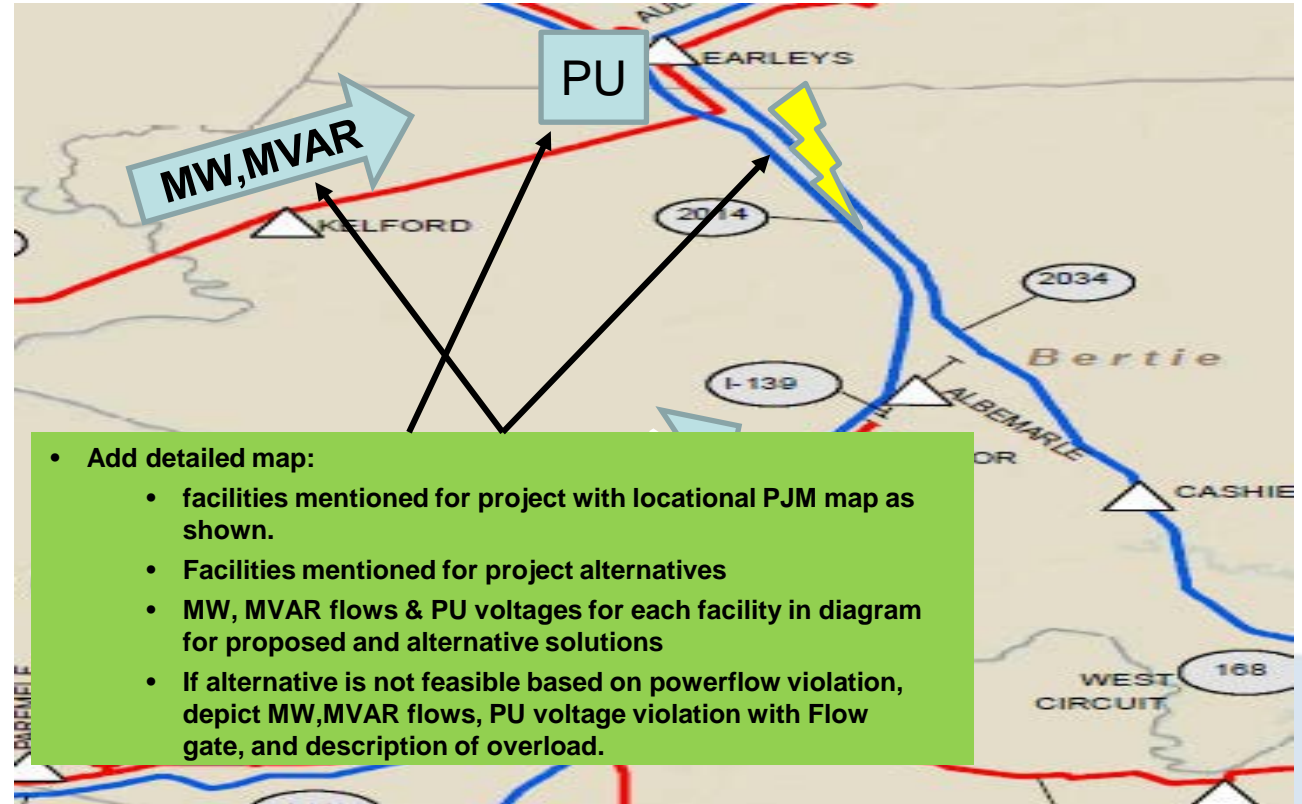 AUL
EARLEYS
PU
MW,MVAR
KELFORD
2014
2034
Bertie
I-139
ALBEMARLE
OR
CASHIE
• Add detailed map:
• facilities mentioned for project with locational PJM map as
shown.
• Facilities mentioned for project alternatives
• MW, MVAR flows & PU voltages for each facility in diagram
for proposed and alternative solutions
• If alternative is not feasible based on powerflow violation,
depict MW,MVAR flows, PU voltage violation with Flow
gate, and description of overload.
WEST
CIRCUIT
168
PARMELE